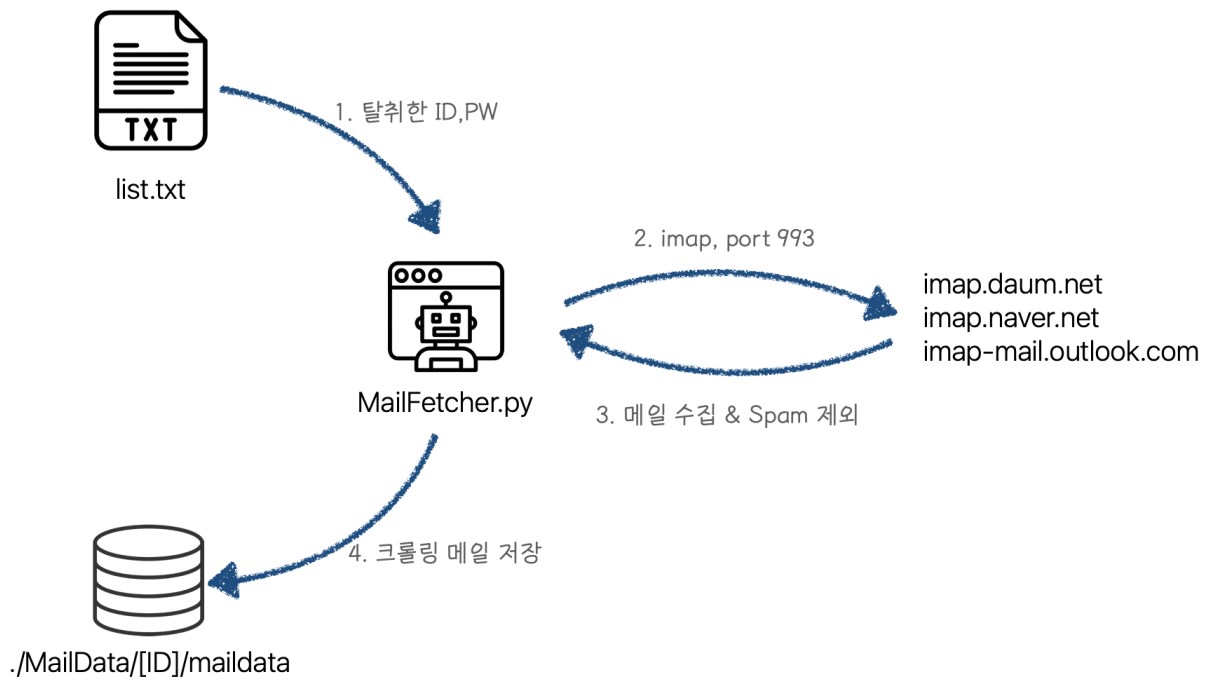 TXT
list.txt
1. 탈취한 ID,PW
2. imap, port 993
imap.daum.net
imap.naver.net
imap-mail.outlook.com
MailFetcher.py
3. 메일 수집 & Spam 제외
4. 크롤링 메일 저장
./MailData/[ID]/maildata